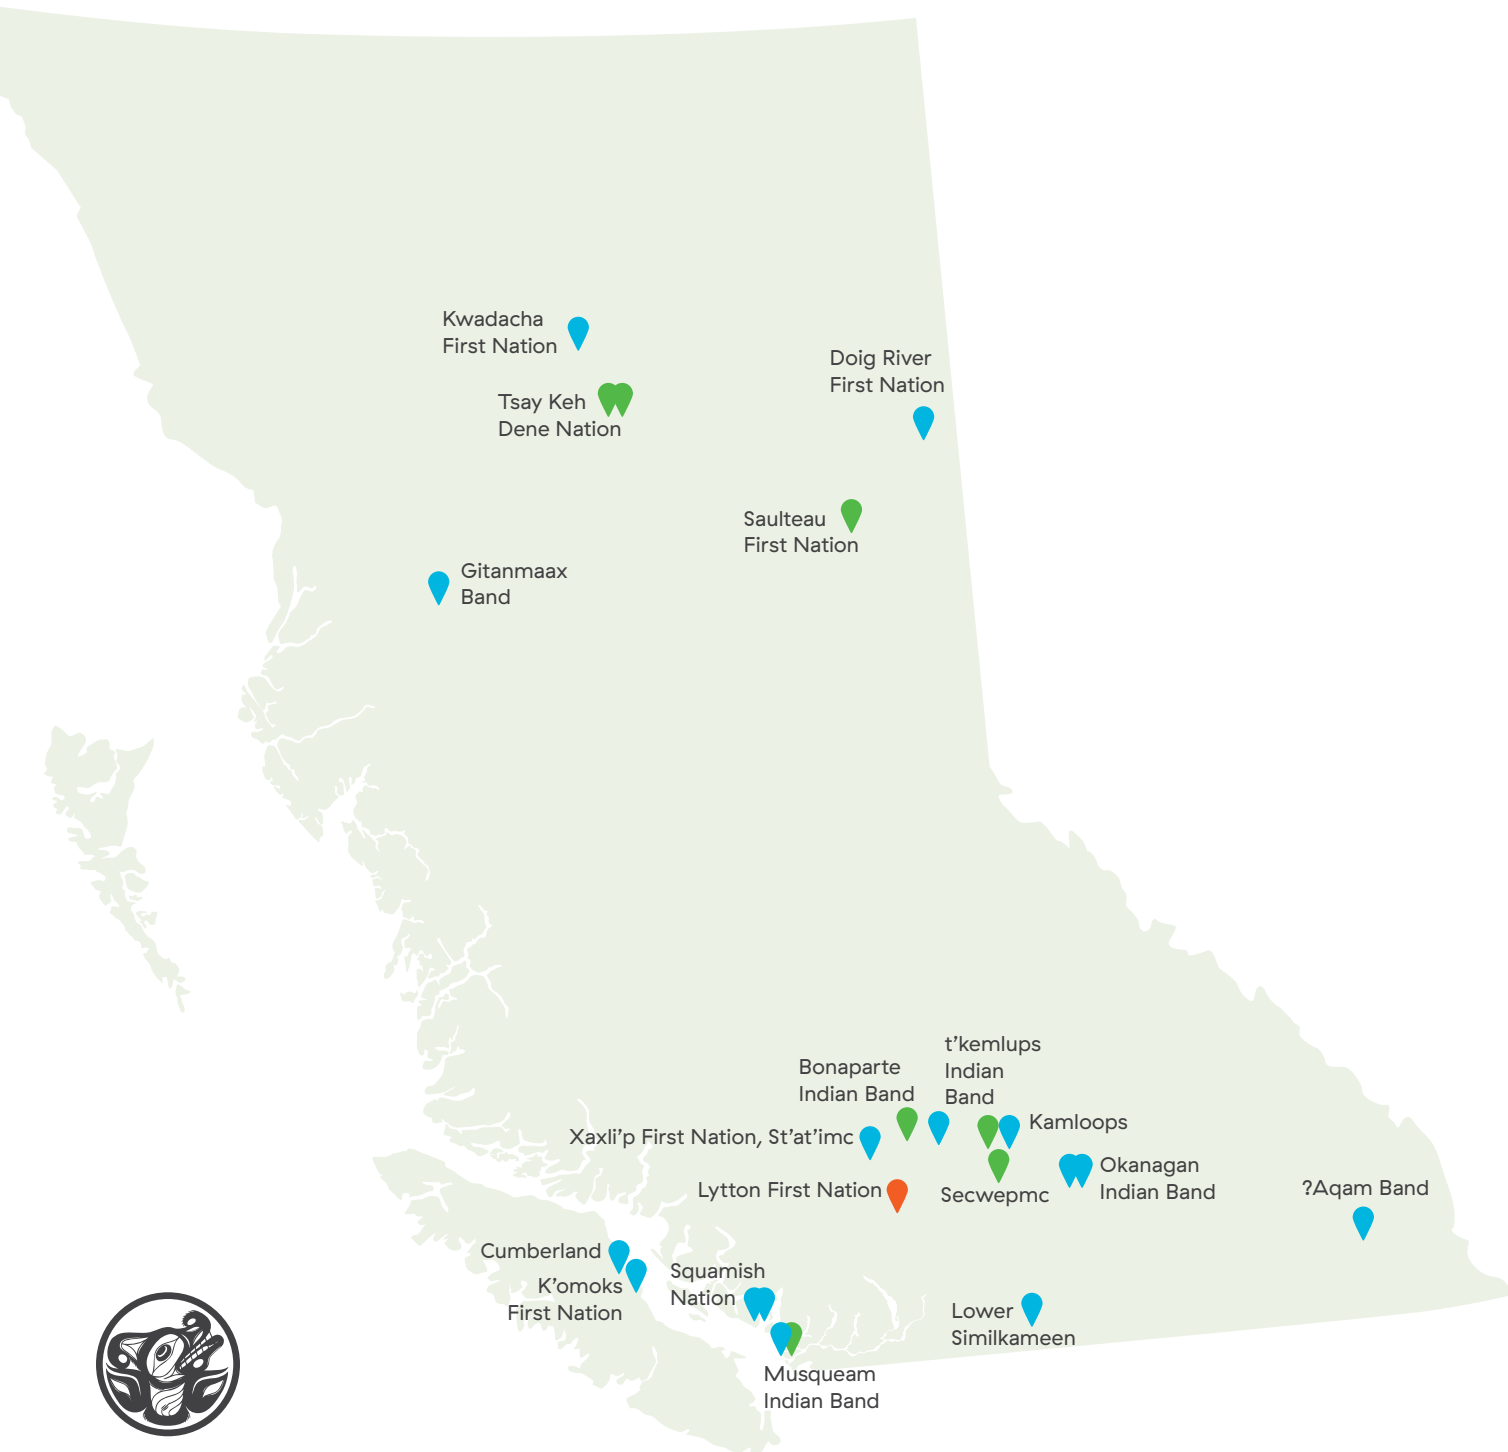 Kwadacha
First Nation
Doig River
First Nation
Tsay Keh
Dene Nation
Saulteau
First Nation
Gitanmaax
Band
t’kemlups
Indian
Band
Bonaparte
Indian Band
Kamloops
Xaxli’p First Nation, St’at’imc
Okanagan
Indian Band
Lytton First Nation
Secwepmc
?Aqam Band
Cumberland
K’omoks
First Nation
Squamish
Nation
Lower
Similkameen
Musqueam
Indian Band